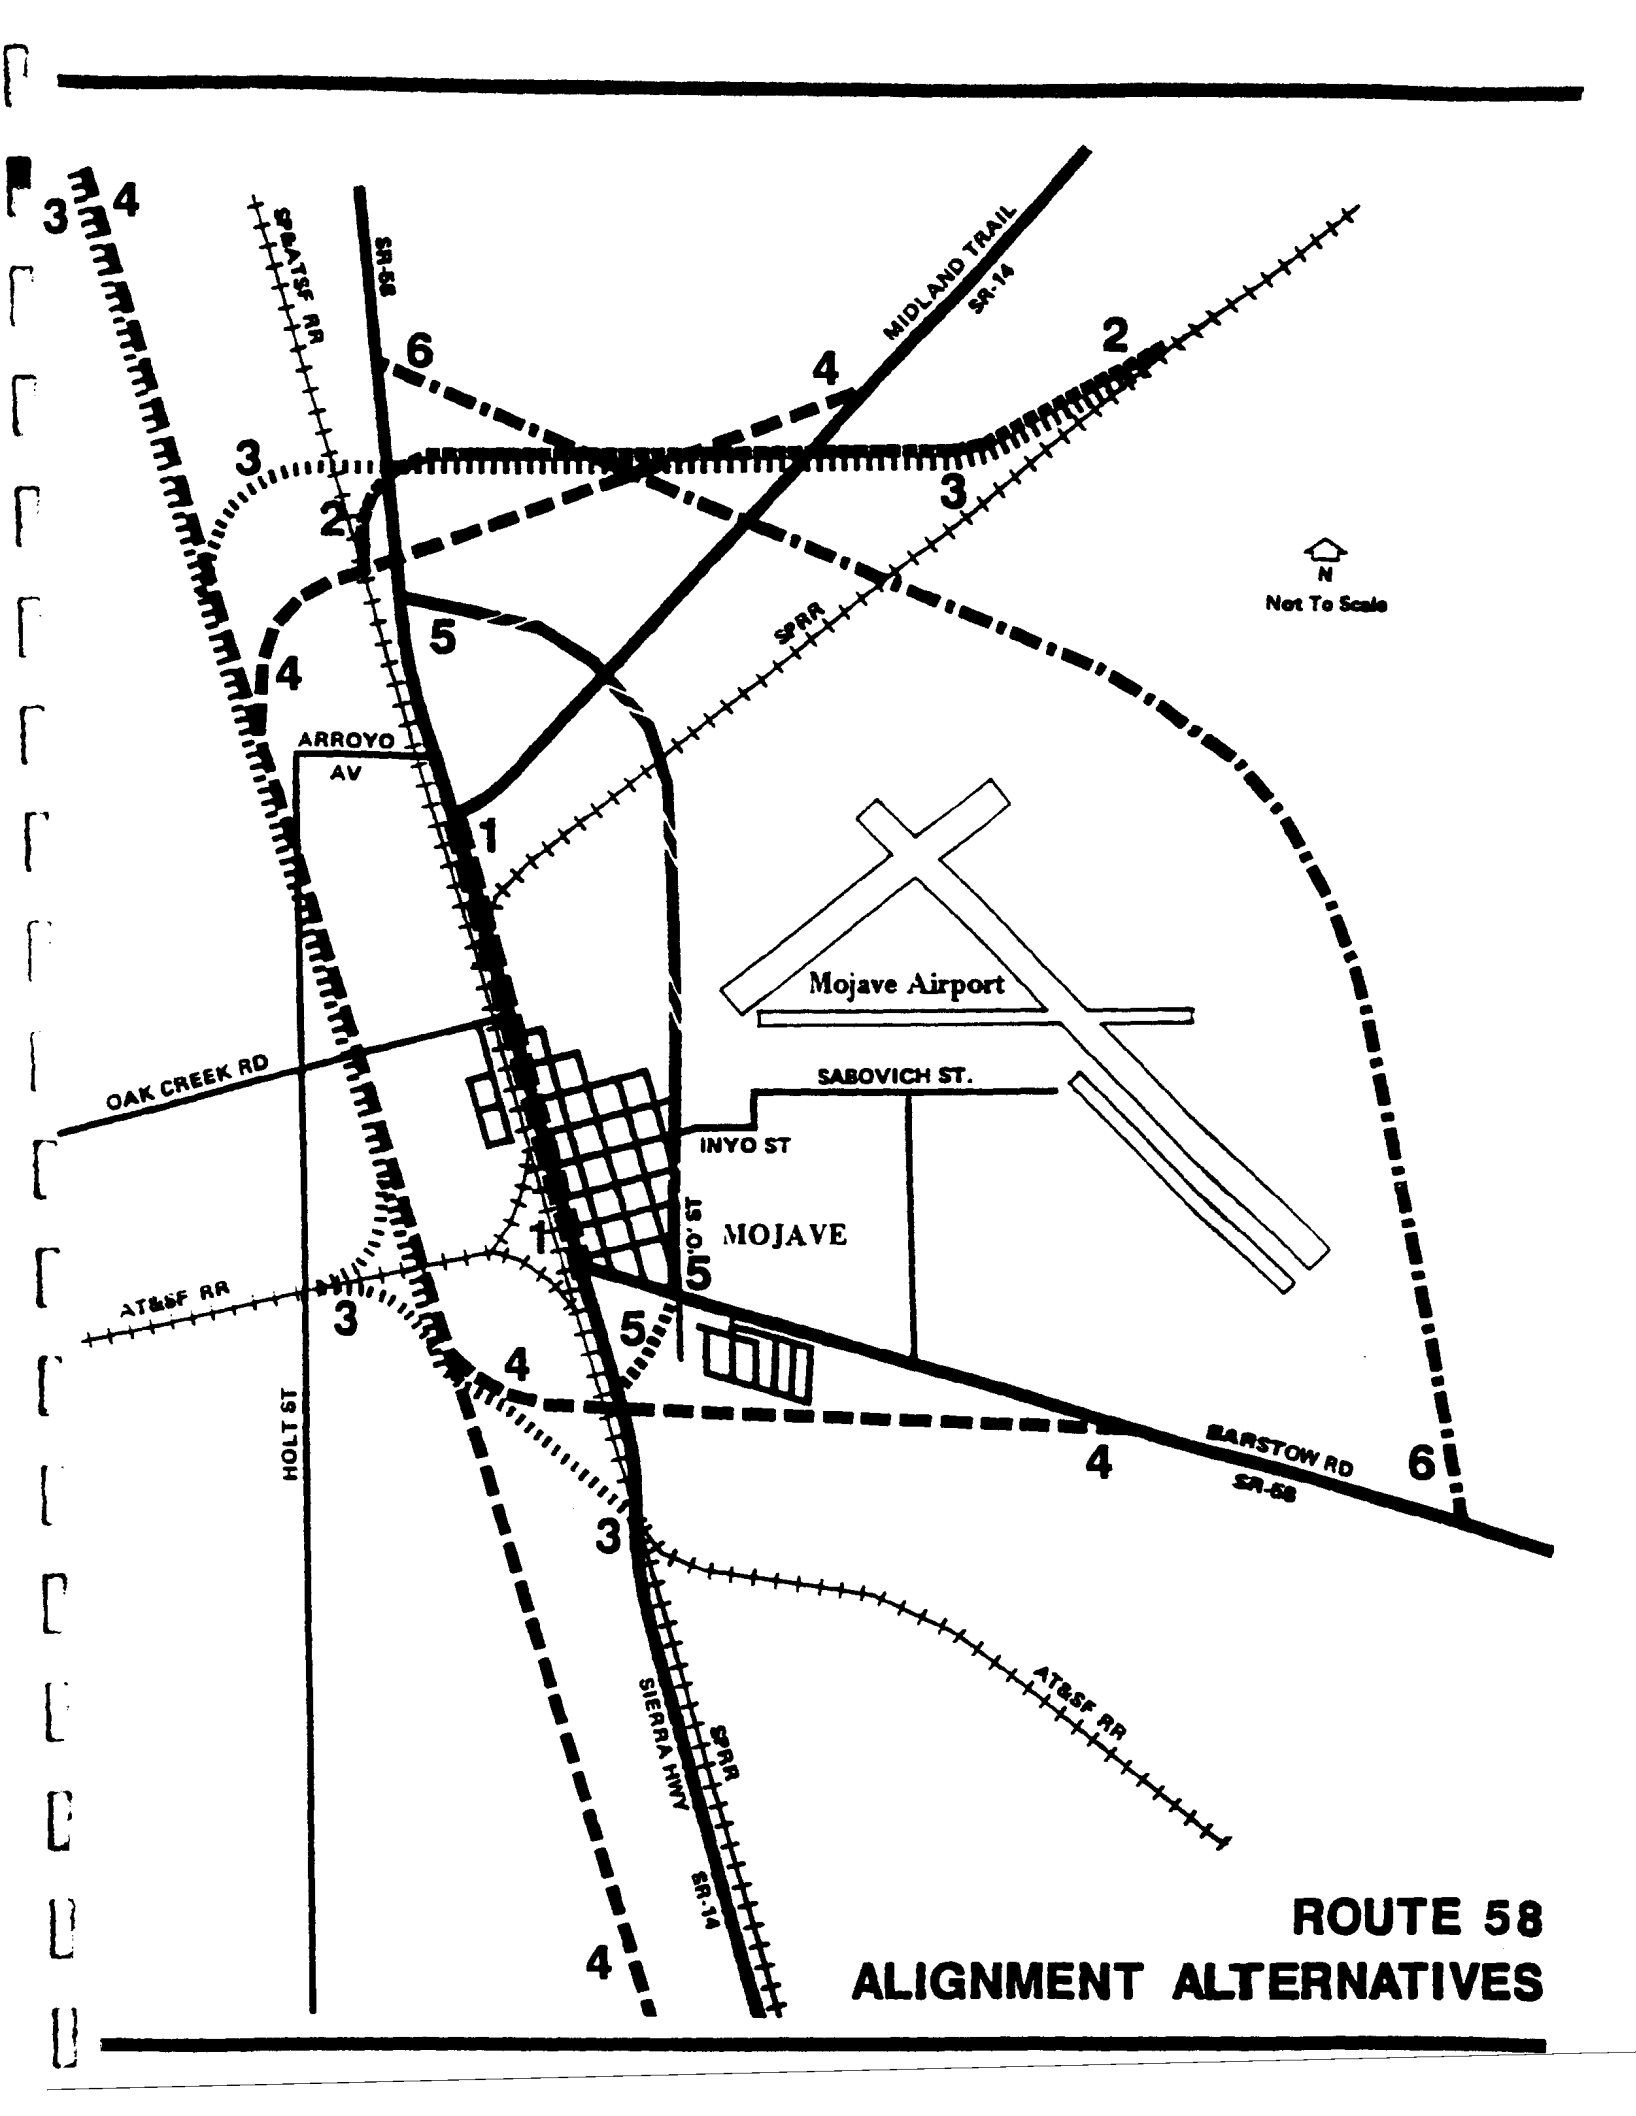 4
3
SP&ATSF RR
SR-58
MIDLAND TRAIL
SR-14
6
4
2
3
3
2
N
Not To Scale
5
SPRR
4
ARROYO
AV
1
Mojave Airport
OAK CREEK RD
SABOVICH ST.
INYO ST
1
'O' ST
MOJAVE
5
AT&SF RR
3
5
4
HOLT ST
4
BARSTOW RD
SR-58
6
3
AT&SF RR
SIERRA HWY
SPRR
SR-14
4
ROUTE 58
ALIGNMENT ALTERNATIVES